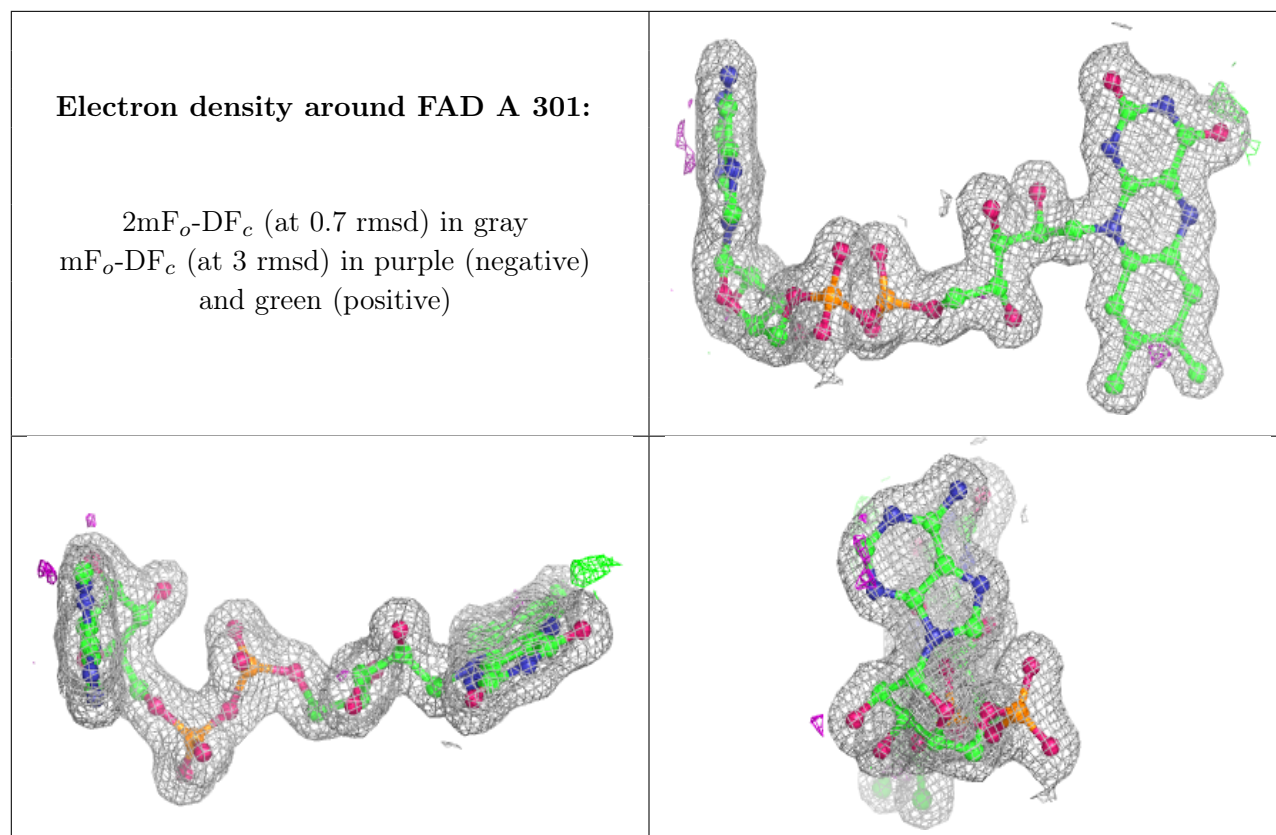 Electron density around FAD A 301:
2mFo-DFc (at 0.7 rmsd) in gray
mFo-DFc (at 3 rmsd) in purple (negative)
and green (positive)